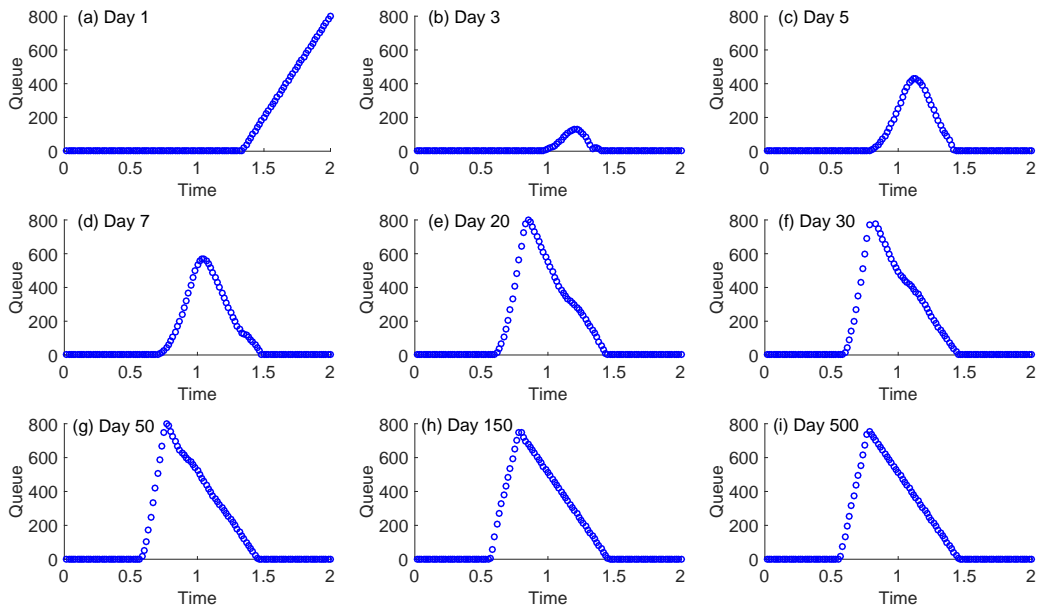 (a) Day 1
800
600
400
200
0
Queue
0 0.5 1 1.5 2
Time
(b) Day 3
800
600
400
200
0
Queue
0 0.5 1 1.5 2
Time
(c) Day 5
800
600
400
200
0
Queue
0 0.5 1 1.5 2
Time
(d) Day 7
800
600
400
200
0
Queue
0 0.5 1 1.5 2
Time
(e) Day 20
800
600
400
200
0
Queue
0 0.5 1 1.5 2
Time
(f) Day 30
800
600
400
200
0
Queue
0 0.5 1 1.5 2
Time
(g) Day 50
800
600
400
200
0
Queue
0 0.5 1 1.5 2
Time
(h) Day 150
800
600
400
200
0
Queue
0 0.5 1 1.5 2
Time
(i) Day 500
800
600
400
200
0
Queue
0 0.5 1 1.5 2
Time